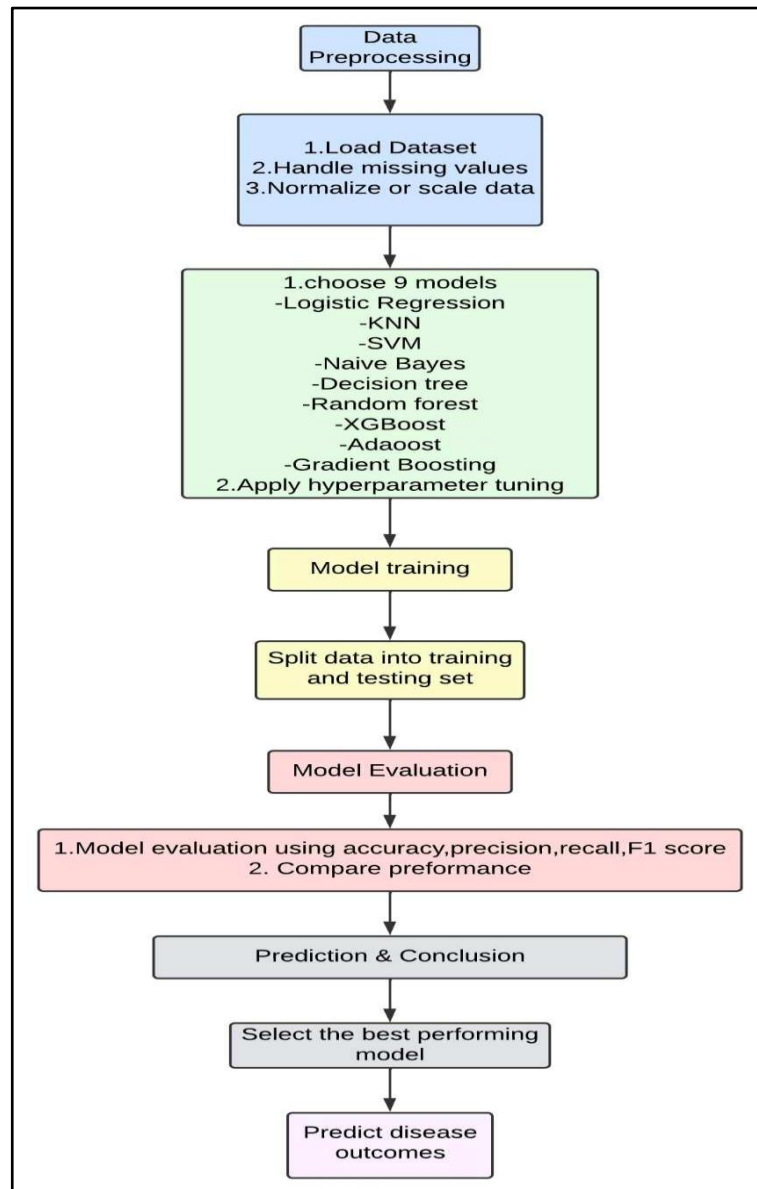 Data
Preprocessing
1.Load Dataset
2.Handle missing values
3.Normalize or scale data
1.choose 9 models
-Logistic Regression
-KNN
-SVM
-Naive Bayes
-Decision tree
-Random forest
-XGBoost
-Adaoost
-Gradient Boosting
2.Apply hyperparameter tuning
Model training
Split data into training
and testing set
Model Evaluation
1.Model evaluation using accuracy,precision,recall,F1 score
2. Compare preformance
Prediction & Conclusion
Select the best performing
model
Predict disease
outcomes